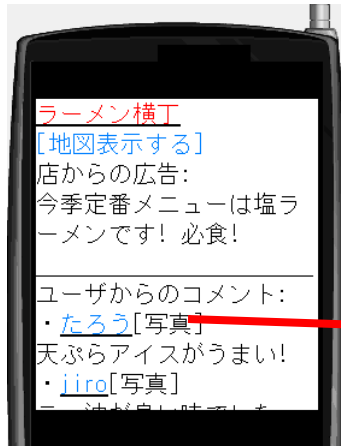 ラーメン横丁
[地図表示する]
店からの広告:
今季定番メニューは塩ラ
ーメンです! 必食!
ユーザからのコメント:
・たろう[写真]
天ぷらアイスがうまい!
・jiro[写真]